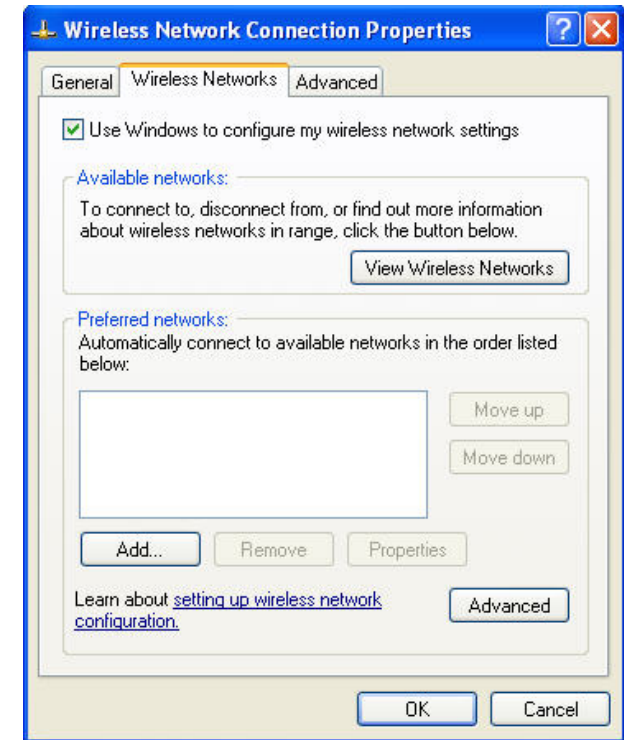 Wireless Network Connection Properties
General Wireless Networks Advanced
Use Windows to configure my wireless network settings
Available networks:
To connect to, disconnect from, or find out more information
about wireless networks in range, click the button below.
View Wireless Networks
Preferred networks:
Automatically connect to available networks in the order listed
below:
Move up
Move down
Add... Remove Properties
Learn about setting up wireless network
configuration.
Advanced
OK Cancel